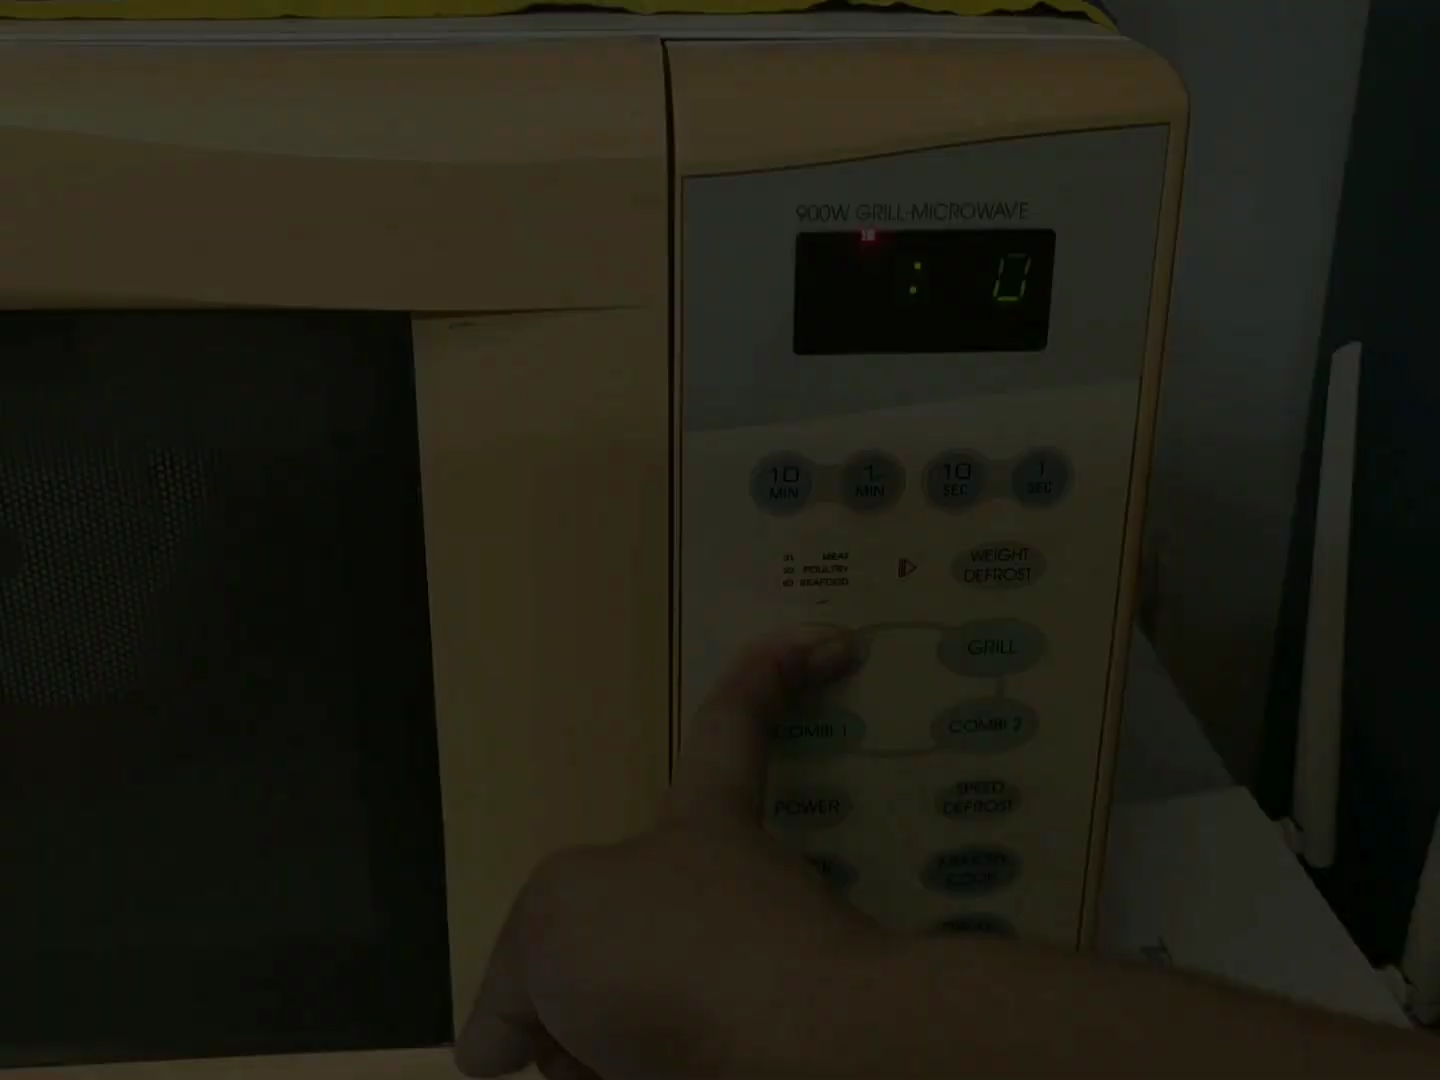 900W GRILL-MICROWAVE
: 0
10 MIN
1 MIN
10 SEC
1 SEC
MEAT
POULTRY
SEAFOOD
WEIGHT
DEFROST
GRILL
COMBI 1
COMBI 2
POWER
SPEED
DEFROST
COOK